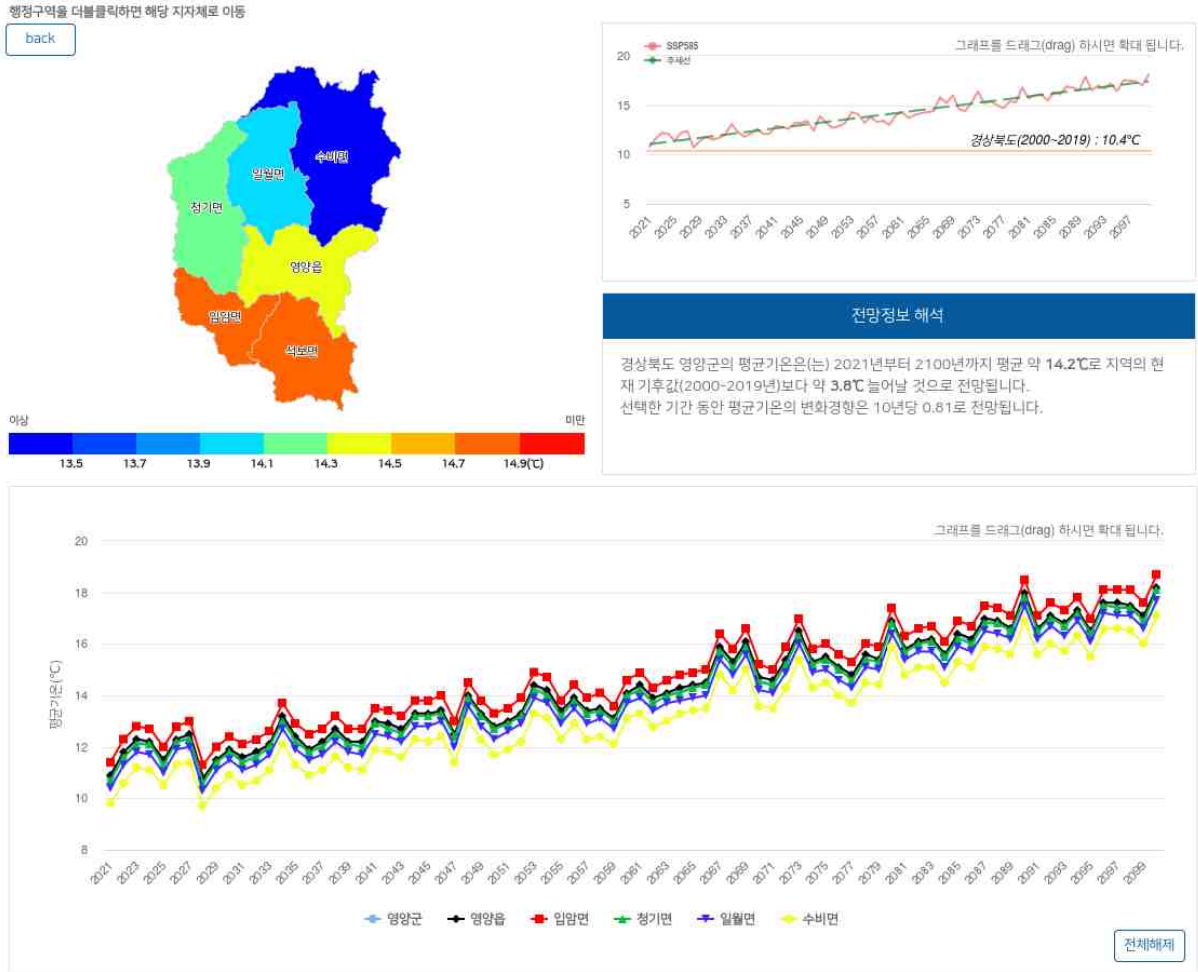 행정구역을 더블클릭하면 해당 지자체로 이동
back
수비면
일월면
청기면
영양읍
입암면
석보면
이상
미만
13.5 13.7 13.9 14.1 14.3 14.5 14.7 14.9(℃)
SSP585
추세선
그래프를 드래그(drag) 하시면 확대 됩니다.
20
15
10
5
경상북도(2000~2019) : 10.4℃
2021 2025 2029 2033 2037 2041 2045 2049 2053 2057 2061 2065 2069 2073 2077 2081 2085 2089 2093 2097
전망정보 해석
경상북도 영양군의 평균기온은(는) 2021년부터 2100년까지 평균 약 14.2℃로 지역의 현
재 기후값(2000-2019년)보다 약 3.8℃ 늘어날 것으로 전망됩니다.
선택한 기간 동안 평균기온의 변화경향은 10년당 0.81로 전망됩니다.
그래프를 드래그(drag) 하시면 확대 됩니다.
평균기온(℃)
20
18
16
14
12
10
8
2021 2023 2025 2027 2029 2031 2033 2035 2037 2039 2041 2043 2045 2047 2049 2051 2053 2055 2057 2059 2061 2063 2065 2067 2069 2071 2073 2075 2077 2079 2081 2083 2085 2087 2089 2091 2093 2095 2097 2099
영양군 영양읍 입암면 청기면 일월면 수비면
전체해제